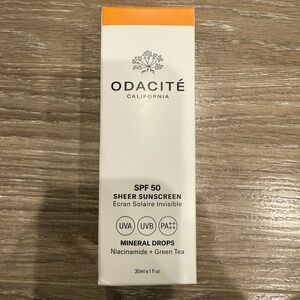 ODACITÉ
CALIFORNIA
SPF 50
SHEER SUNSCREEN
Ecran Solaire Invisible
UVA UVB PA++++
MINERAL DROPS
Niacinamide + Green Tea
30ml ℮ 1 fl oz